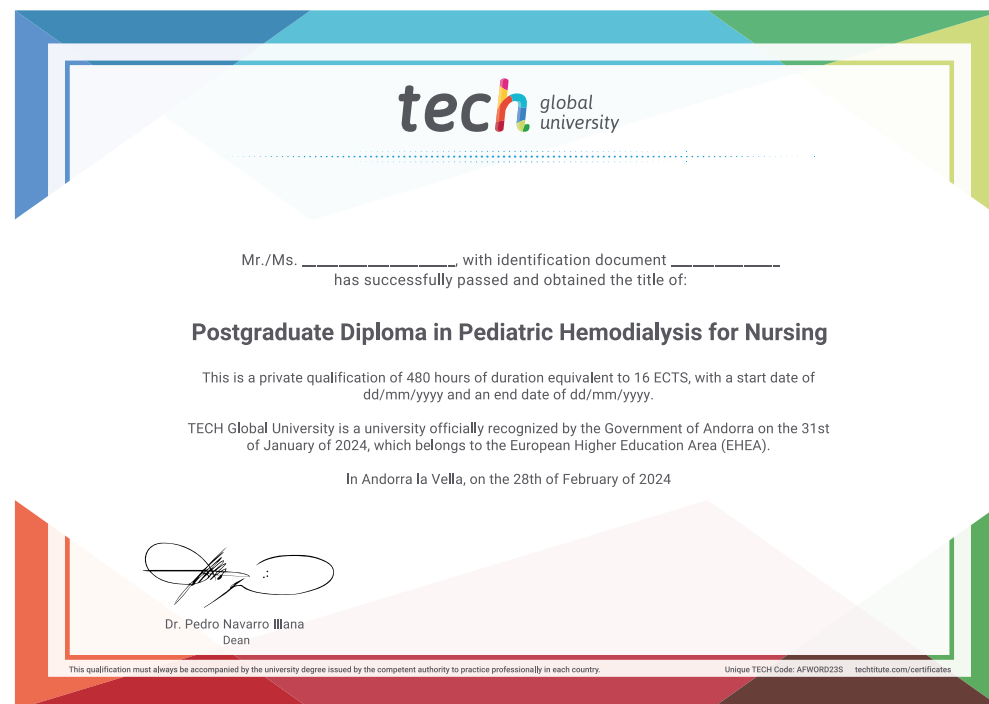 tech global
university
Mr./Ms. ____________________, with identification document ______________
has successfully passed and obtained the title of:
Postgraduate Diploma in Pediatric Hemodialysis for Nursing
This is a private qualification of 480 hours of duration equivalent to 16 ECTS, with a start date of
dd/mm/yyyy and an end date of dd/mm/yyyy.
TECH Global University is a university officially recognized by the Government of Andorra on the 31st
of January of 2024, which belongs to the European Higher Education Area (EHEA).
In Andorra la Vella, on the 28th of February of 2024
Dr. Pedro Navarro Illana
Dean
This qualification must always be accompanied by the university degree issued by the competent authority to practice professionally in each country.
Unique TECH Code: AFWORD23S techtitute.com/certificates